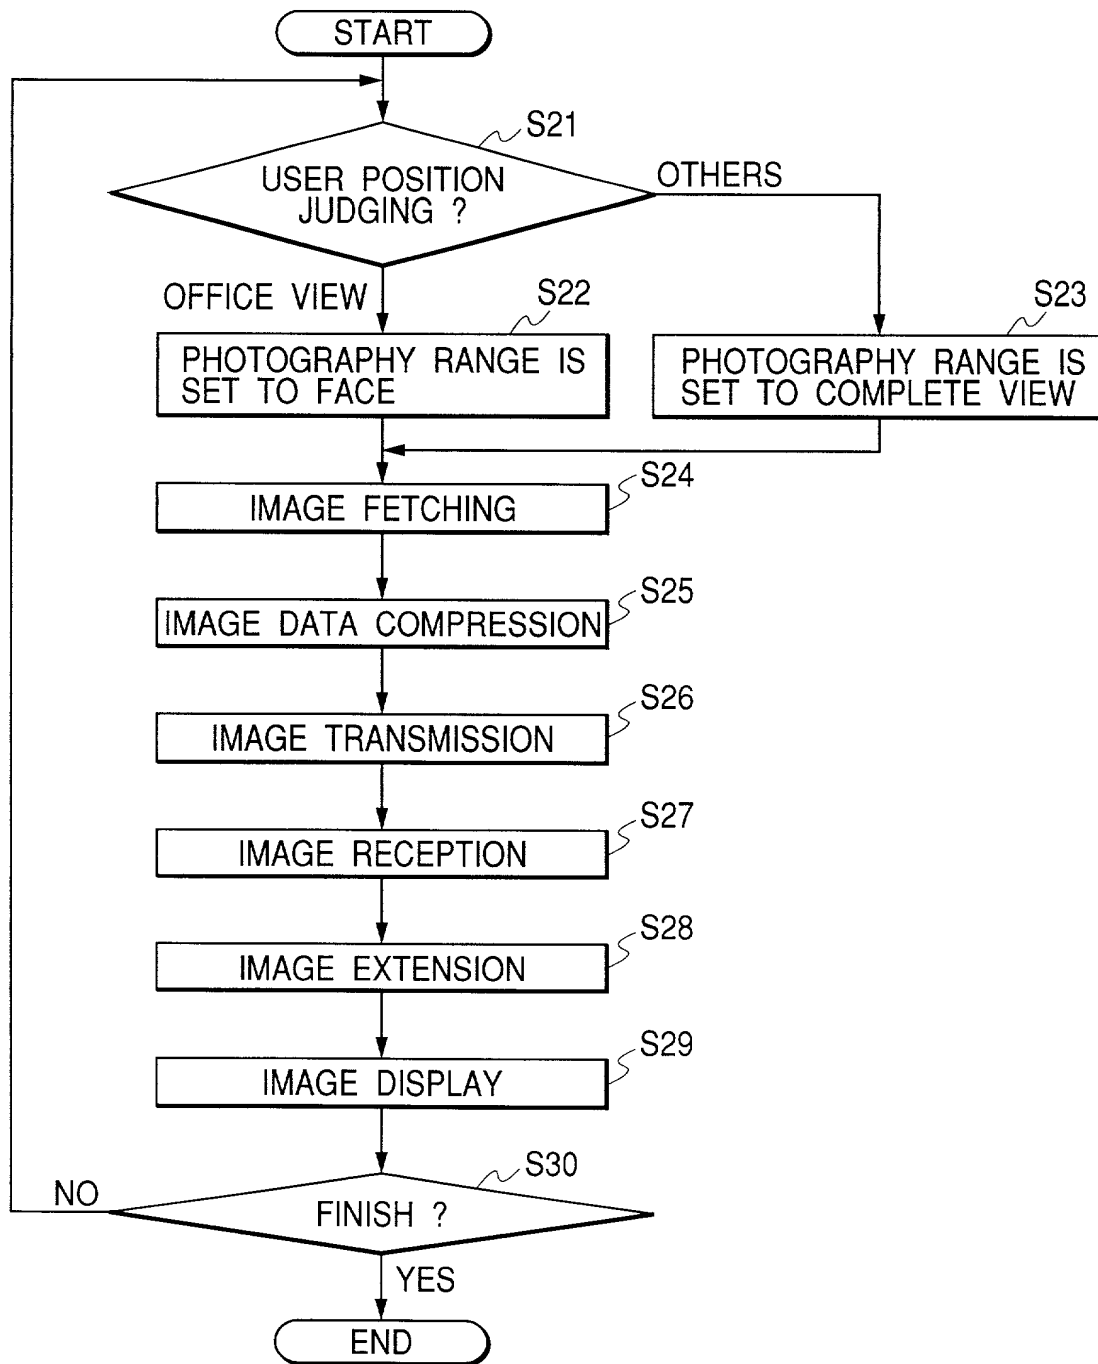 START
S21
USER POSITION
JUDGING ?
OTHERS
OFFICE VIEW
S22
S23
PHOTOGRAPHY RANGE IS
SET TO FACE
PHOTOGRAPHY RANGE IS
SET TO COMPLETE VIEW
S24
IMAGE FETCHING
S25
IMAGE DATA COMPRESSION
S26
IMAGE TRANSMISSION
S27
IMAGE RECEPTION
S28
IMAGE EXTENSION
S29
IMAGE DISPLAY
S30
NO
FINISH ?
YES
END